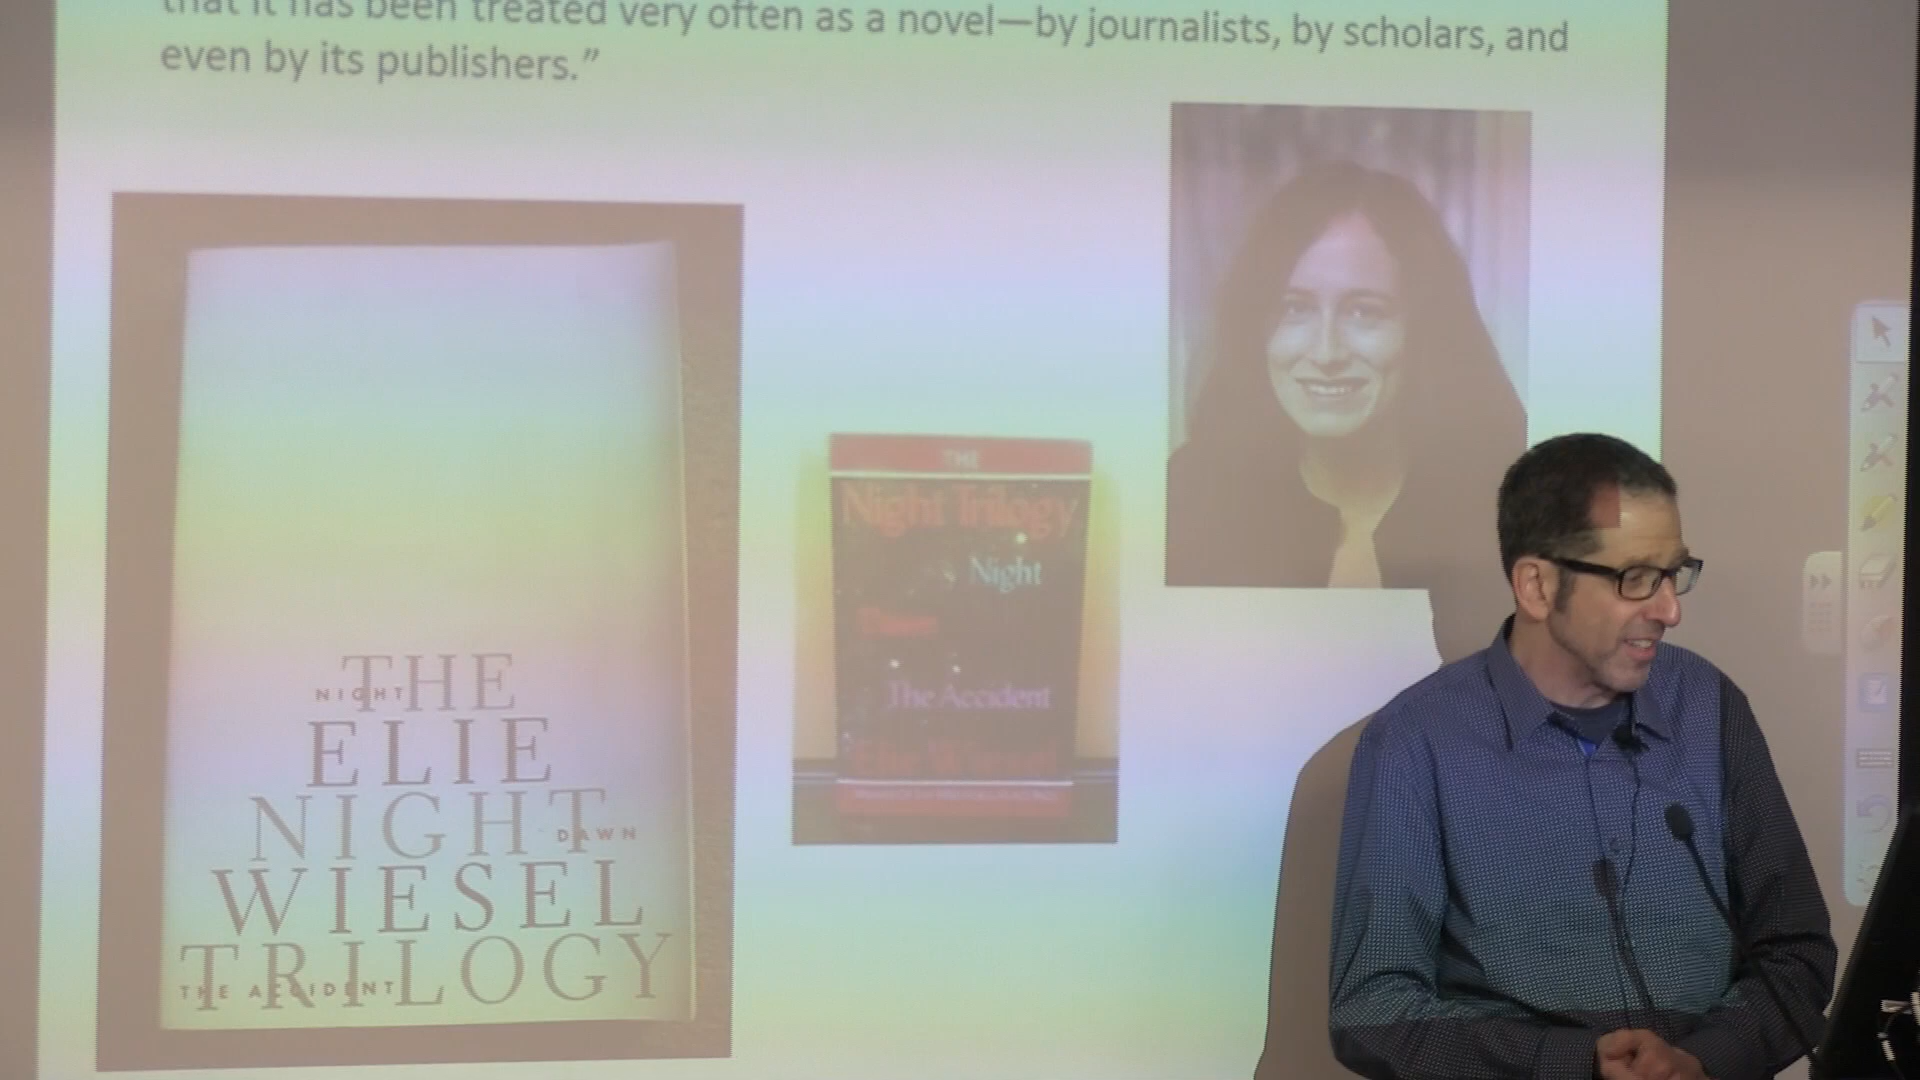 that it has been treated very often as a novel—by journalists, by scholars, and
even by its publishers.”
THE
NIGHT
ELIE
NIGHT
DAWN
WIESEL
TRILOGY
THE ACCIDENT
THE
Night Trilogy
Night
Dawn
The Accident
Elie Wiesel